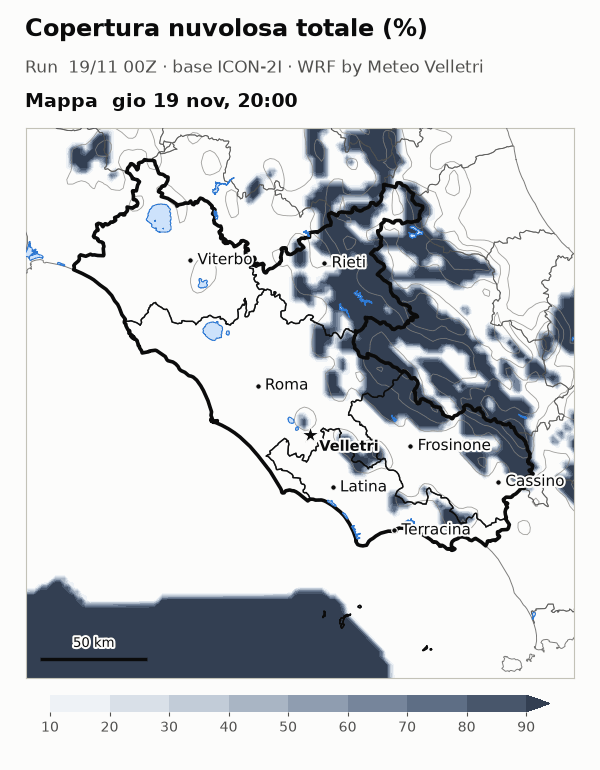 Copertura nuvolosa totale (%)
Run  19/11 00Z · base ICON-2I · WRF by Meteo Velletri
Mappa  gio 19 nov, 20:00
Viterbo
Rieti
Roma
Velletri
Frosinone
Latina
Cassino
Terracina
50 km
10 20 30 40 50 60 70 80 90